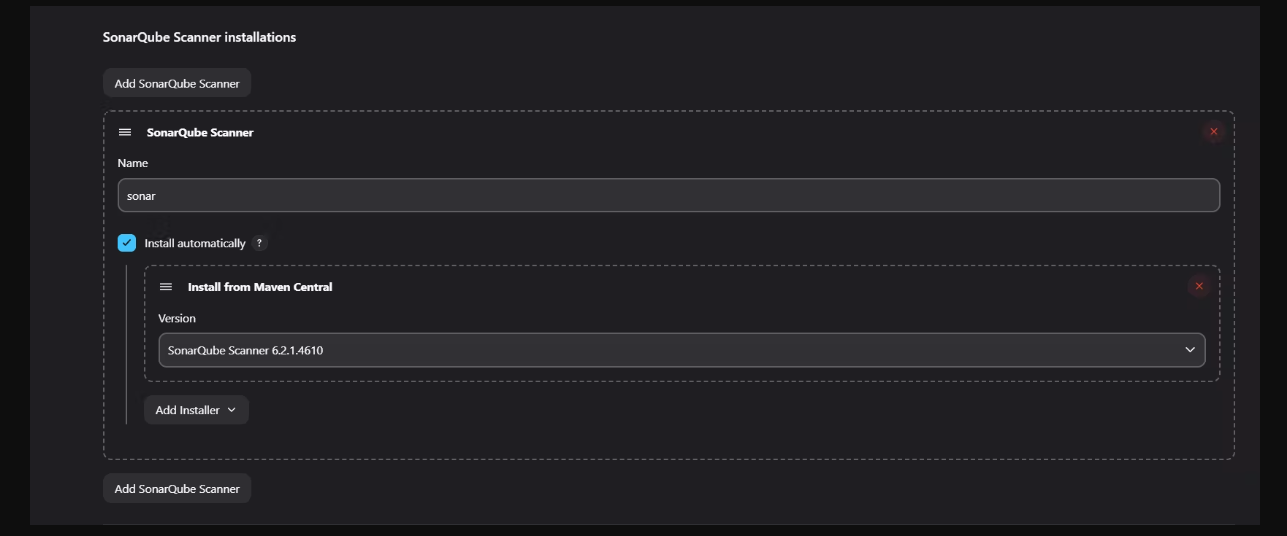 SonarQube Scanner installations
Add SonarQube Scanner
SonarQube Scanner
Name
sonar
Install automatically ?
Install from Maven Central
Version
SonarQube Scanner 6.2.1.4610
Add Installer
Add SonarQube Scanner